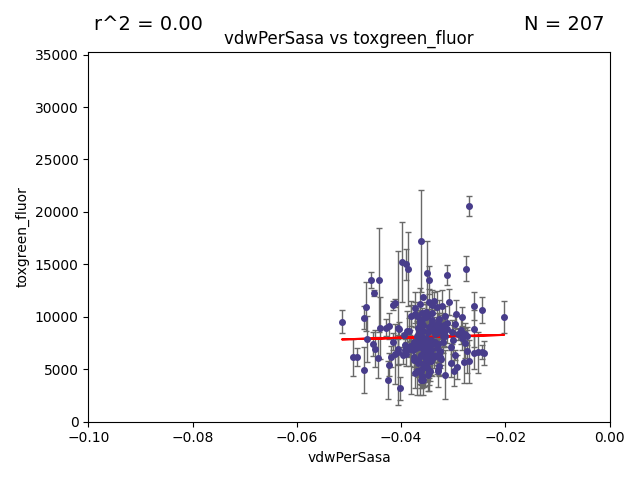 r^2 = 0.00
N = 207
vdwPerSasa vs toxgreen_fluor
35000
30000
25000
20000
15000
10000
5000
0
toxgreen_fluor
−0.10
−0.08
−0.06
−0.04
−0.02
0.00
vdwPerSasa